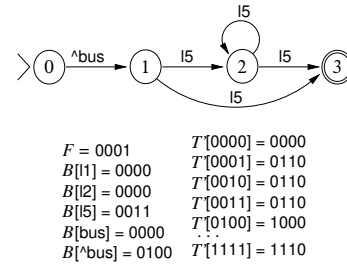 l5
^bus l5 l5
0 1 2 3
l5
F = 0001
B[l1] = 0000
B[l2] = 0000
B[l5] = 0011
B[bus] = 0000
B[^bus] = 0100
T'[0000] = 0000
T'[0001] = 0110
T'[0010] = 0110
T'[0011] = 0110
T'[0100] = 1000
. . .
T'[1111] = 1110